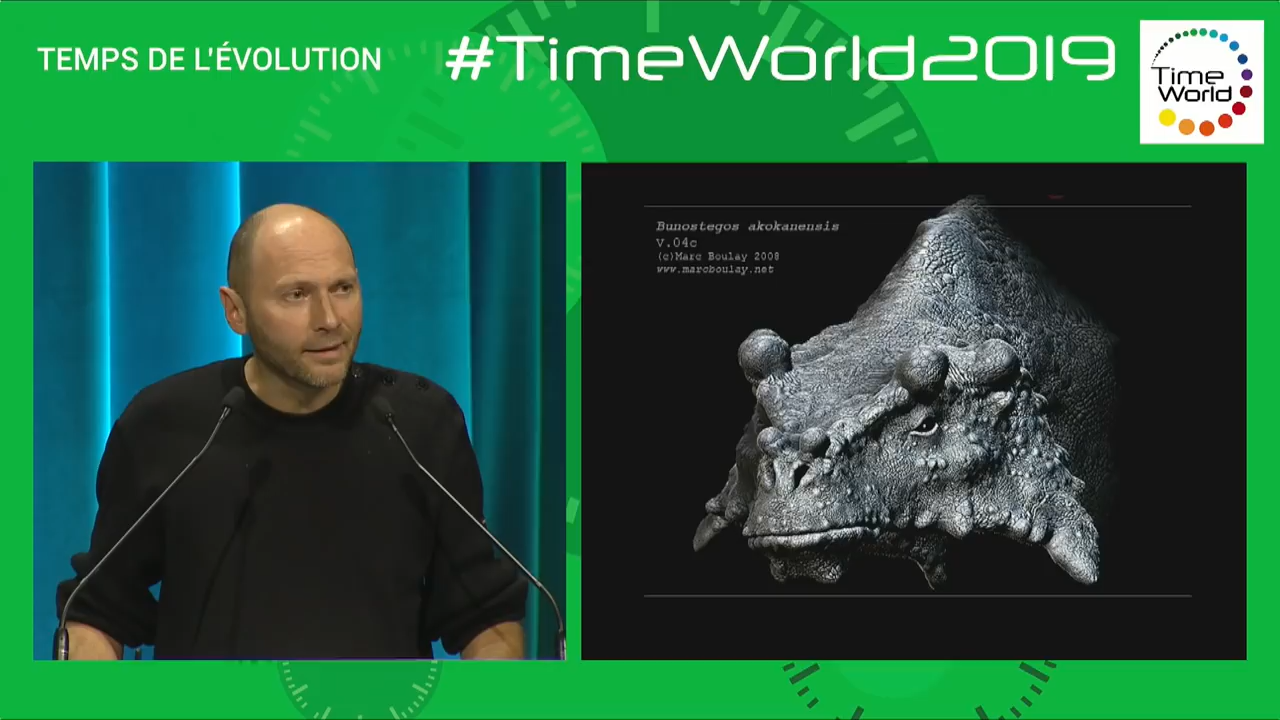 TEMPS DE L'ÉVOLUTION
#TimeWorld2019
Time
World
Bunostegos akokanensis
V.04c
(c)Marc Boulay 2008
www.marcboulay.net